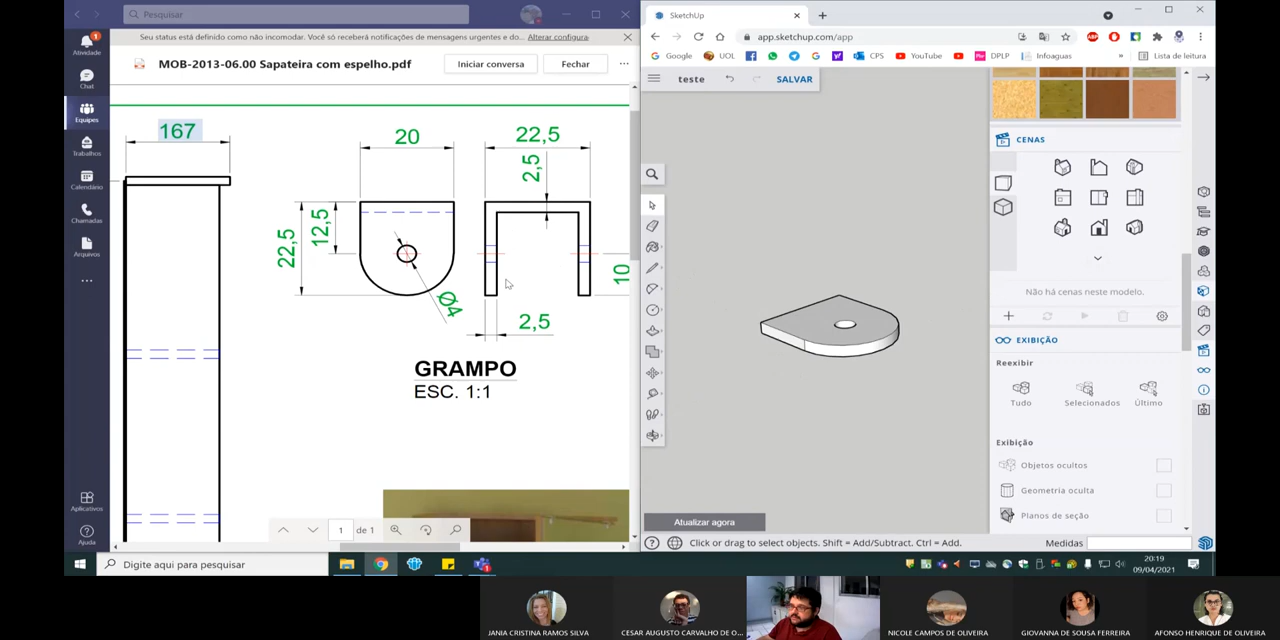 Pesquisar
Seu status está definido como não incomodar. Você só receberá notificações de mensagens urgentes e do... Alterar configura
MOB-2013-06.00 Sapateira com espelho.pdf
Iniciar conversa
Fechar
1
Atividade
Chat
Equipes
Trabalhos
Calendário
Chamadas
Arquivos
Aplicativos
Ajuda
167
20
22,5
2,5
12,5
22,5
10
Ø4
2,5
GRAMPO
ESC. 1:1
1 de 1
SketchUp
app.sketchup.com/app
Google
UOL
CPS
YouTube
DPLP
Infoaguas
Lista de leitura
teste
SALVAR
CENAS
Não há cenas neste modelo.
EXIBIÇÃO
Reexibir
Tudo
Selecionados
Último
Exibição
Objetos ocultos
Geometria oculta
Planos de seção
Atualizar agora
Click or drag to select objects. Shift = Add/Subtract. Ctrl = Add.
Medidas
Digite aqui para pesquisar
20:19
09/04/2021
JANIA CRISTINA RAMOS SILVA
CESAR AUGUSTO CARVALHO DE O...
NICOLE CAMPOS DE OLIVEIRA
GIOVANNA DE SOUSA FERREIRA
AFONSO HENRIQUE DE OLIVEIRA